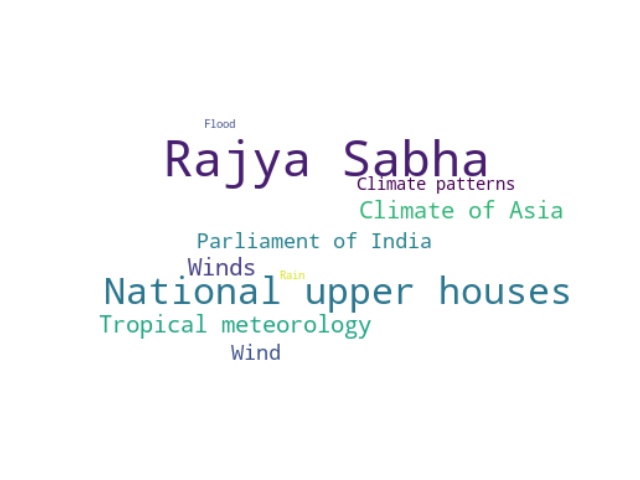 Flood
Rajya Sabha
Climate patterns
Climate of Asia
Parliament of India
Winds
Rain
National upper houses
Tropical meteorology
Wind